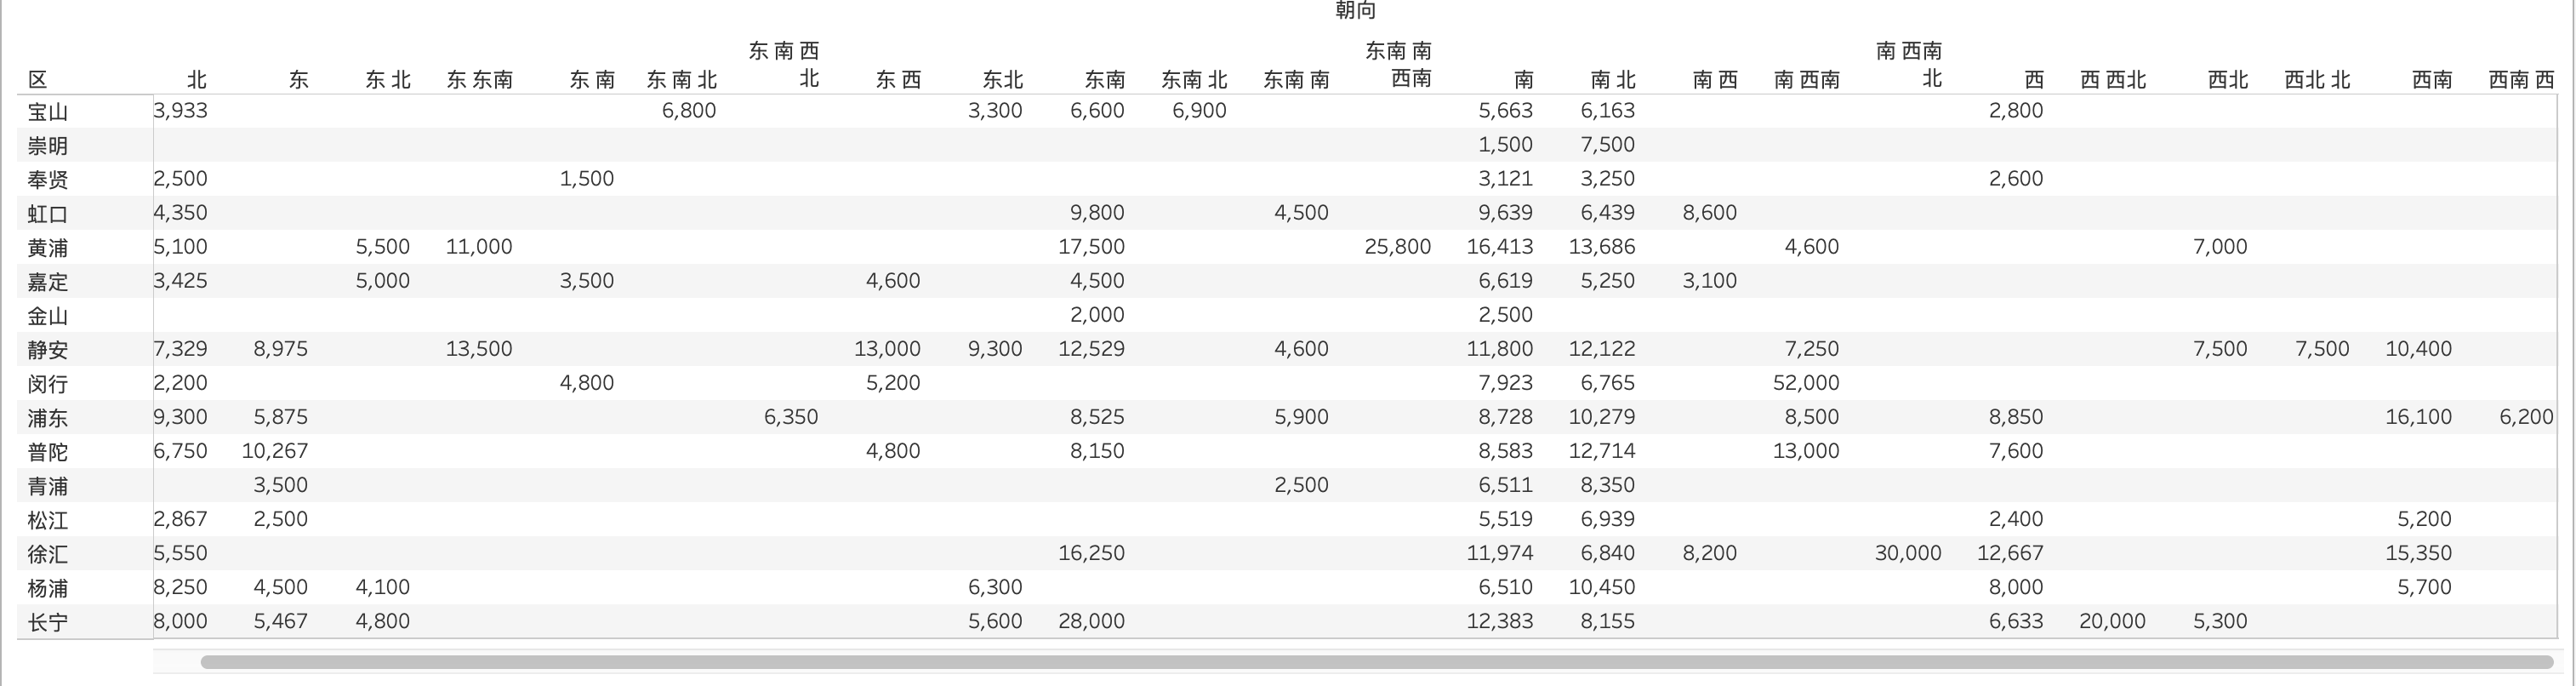 朝向
区 北 东 东 北 东 东南 东 南 东 南 北 东 南 西 北 东 西 东北 东南 东南 北 东南 南 东南 南 西南 南 南 北 南 西 南 西南 南 西南 北 西 西 西北 西北 西北 北 西南 西南 西
宝山 3,933 6,800 3,300 6,600 6,900 5,663 6,163 2,800
崇明 1,500 7,500
奉贤 2,500 1,500 3,121 3,250 2,600
虹口 4,350 9,800 4,500 9,639 6,439 8,600
黄浦 5,100 5,500 11,000 17,500 25,800 16,413 13,686 4,600 7,000
嘉定 3,425 5,000 3,500 4,600 4,500 6,619 5,250 3,100
金山 2,000 2,500
静安 7,329 8,975 13,500 13,000 9,300 12,529 4,600 11,800 12,122 7,250 7,500 7,500 10,400
闵行 2,200 4,800 5,200 7,923 6,765 52,000
浦东 9,300 5,875 6,350 8,525 5,900 8,728 10,279 8,500 8,850 16,100 6,200
普陀 6,750 10,267 4,800 8,150 8,583 12,714 13,000 7,600
青浦 3,500 2,500 6,511 8,350
松江 2,867 2,500 5,519 6,939 2,400 5,200
徐汇 5,550 16,250 11,974 6,840 8,200 30,000 12,667 15,350
杨浦 8,250 4,500 4,100 6,300 6,510 10,450 8,000 5,700
长宁 8,000 5,467 4,800 5,600 28,000 12,383 8,155 6,633 20,000 5,300